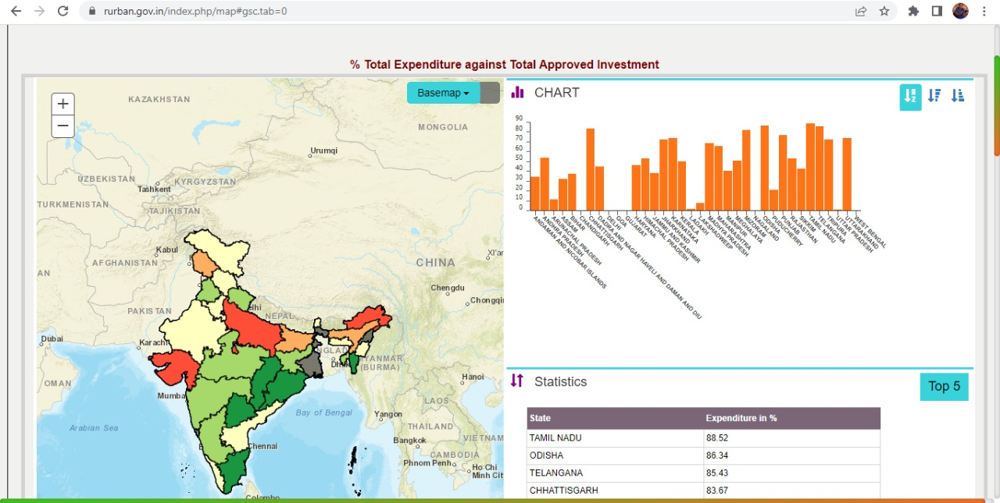 rurban.gov.in/index.php/map#gsc.tab=0
% Total Expenditure against Total Approved Investment
+
−
Basemap
KAZAKHSTAN
MONGOLIA
Urumqi
UZBEKISTAN
KYRGYZSTAN
Tashkent
TURKMENISTAN
TAJIKISTAN
Kabul
AFGHANISTAN
CHINA
Xi'ar
AN
Chengdu
Chongqi
PAKISTAN
elhi
NEPAL
Dubai
Karachi
NGLAD
Dhak
MYANMAR
(BURMA)
OMAN
Mumba
Hanoi
LAOS
Arabian Sea
Bay of Bengal
Yangon
THAILAND
VIETNAM
Bangkok
Chennai
CAMBODIA
Phnom Penh
Ho Chi
Minh Cit
Colombo
CHART
90
80
70
60
50
40
30
20
10
0
ANDAMAN AND NICOBAR ISLANDS
ANDHRA PRADESH
ARUNACHAL PRADESH
ASSAM
BIHAR
CHANDIGARH
CHHATTISGARH
DADRA AND NAGAR HAVELI AND DAMAN AND DIU
DELHI
GOA
GUJARAT
HARYANA
HIMACHAL PRADESH
JAMMU AND KASHMIR
JHARKHAND
KARNATAKA
KERALA
LADAKH
LAKSHADWEEP
MADHYA PRADESH
MAHARASHTRA
MANIPUR
MEGHALAYA
MIZORAM
NAGALAND
ODISHA
PUDUCHERRY
PUNJAB
RAJASTHAN
SIKKIM
TAMIL NADU
TELANGANA
TRIPURA
UTTAR PRADESH
UTTARAKHAND
WEST BENGAL
Statistics
Top 5
State Expenditure in %
TAMIL NADU 88.52
ODISHA 86.34
TELANGANA 85.43
CHHATTISGARH 83.67